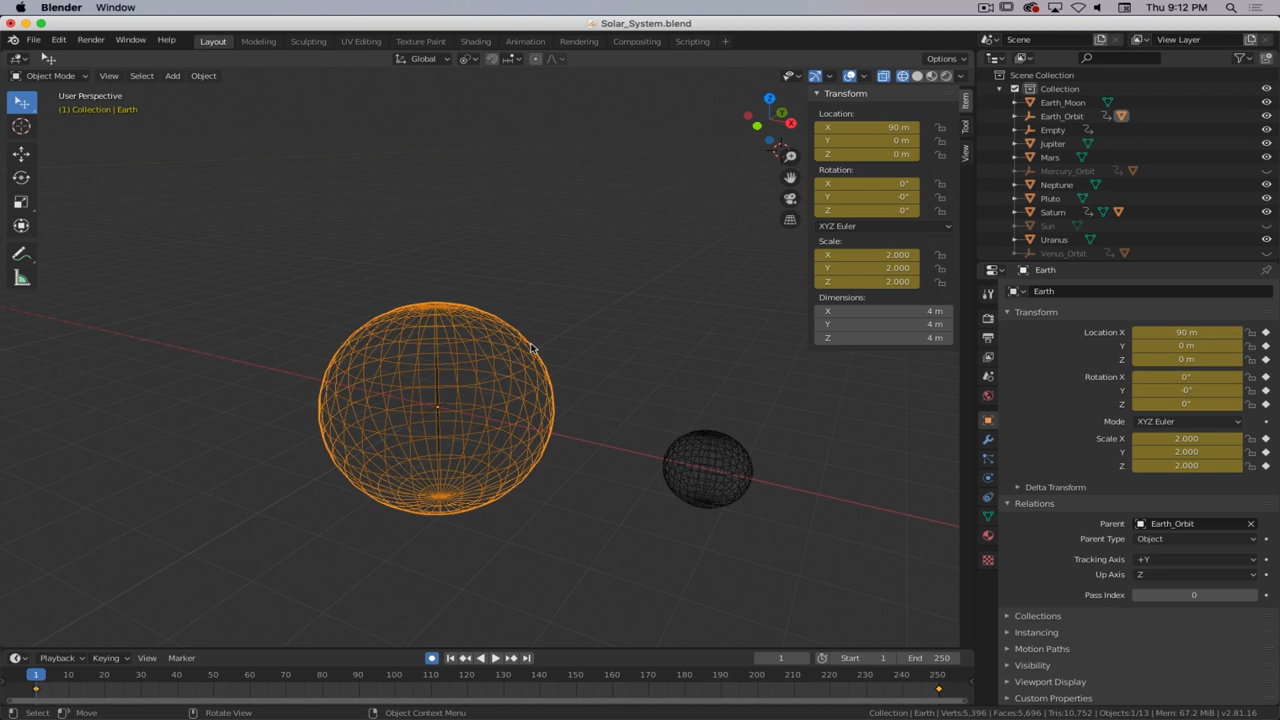 Blender Window Thu 9:12 PM
Solar_System.blend
File Edit Render Window Help Layout Modeling Sculpting UV Editing Texture Paint Shading Animation Rendering Compositing Scripting + Scene View Layer
Global Options
Object Mode View Select Add Object
User Perspective
(1) Collection | Earth
Z
Y
X
Transform
Location:
X 90 m
Y 0 m
Z 0 m
Rotation:
X 0°
Y -0°
Z 0°
XYZ Euler
Scale:
X 2.000
Y 2.000
Z 2.000
Dimensions:
X 4 m
Y 4 m
Z 4 m
Item
Tool
View
Scene Collection
Collection
Earth_Moon
Earth_Orbit
Empty
Jupiter
Mars
Mercury_Orbit
Neptune
Pluto
Saturn
Sun
Uranus
Venus_Orbit
Earth
Earth
Transform
Location X 90 m
Y 0 m
Z 0 m
Rotation X 0°
Y -0°
Z 0°
Mode XYZ Euler
Scale X 2.000
Y 2.000
Z 2.000
Delta Transform
Relations
Parent Earth_Orbit
Parent Type Object
Tracking Axis +Y
Up Axis Z
Pass Index 0
Collections
Instancing
Motion Paths
Visibility
Viewport Display
Custom Properties
Playback Keying View Marker 1 Start 1 End 250
1 10 20 30 40 50 60 70 80 90 100 110 120 130 140 150 160 170 180 190 200 210 220 230 240 250
Select Move Rotate View Object Context Menu Collection | Earth | Verts:5,396 | Faces:5,696 | Tris:10,752 | Objects:1/13 | Mem: 67.2 MiB | v2.81.16